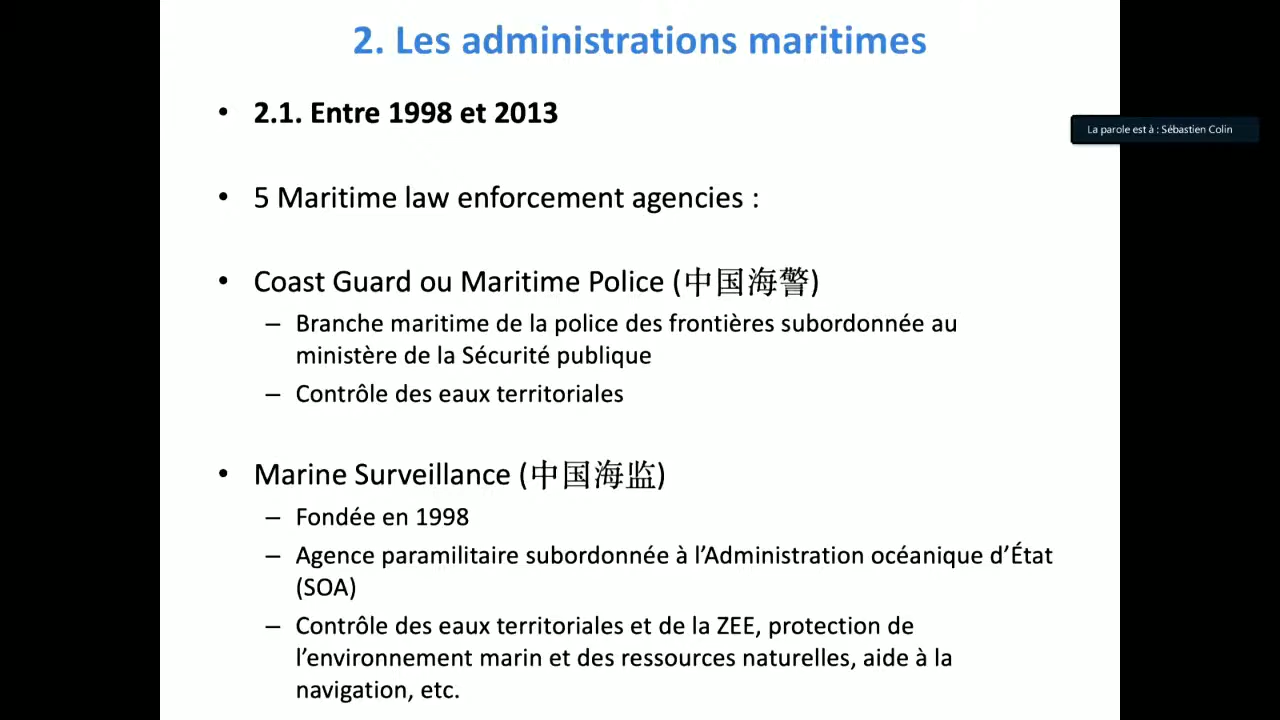 2. Les administrations maritimes
• 2.1. Entre 1998 et 2013
La parole est à : Sébastien Colin
• 5 Maritime law enforcement agencies :
• Coast Guard ou Maritime Police (中国海警)
– Branche maritime de la police des frontières subordonnée au
ministère de la Sécurité publique
– Contrôle des eaux territoriales
• Marine Surveillance (中国海监)
– Fondée en 1998
– Agence paramilitaire subordonnée à l’Administration océanique d’État
(SOA)
– Contrôle des eaux territoriales et de la ZEE, protection de
l’environnement marin et des ressources naturelles, aide à la
navigation, etc.